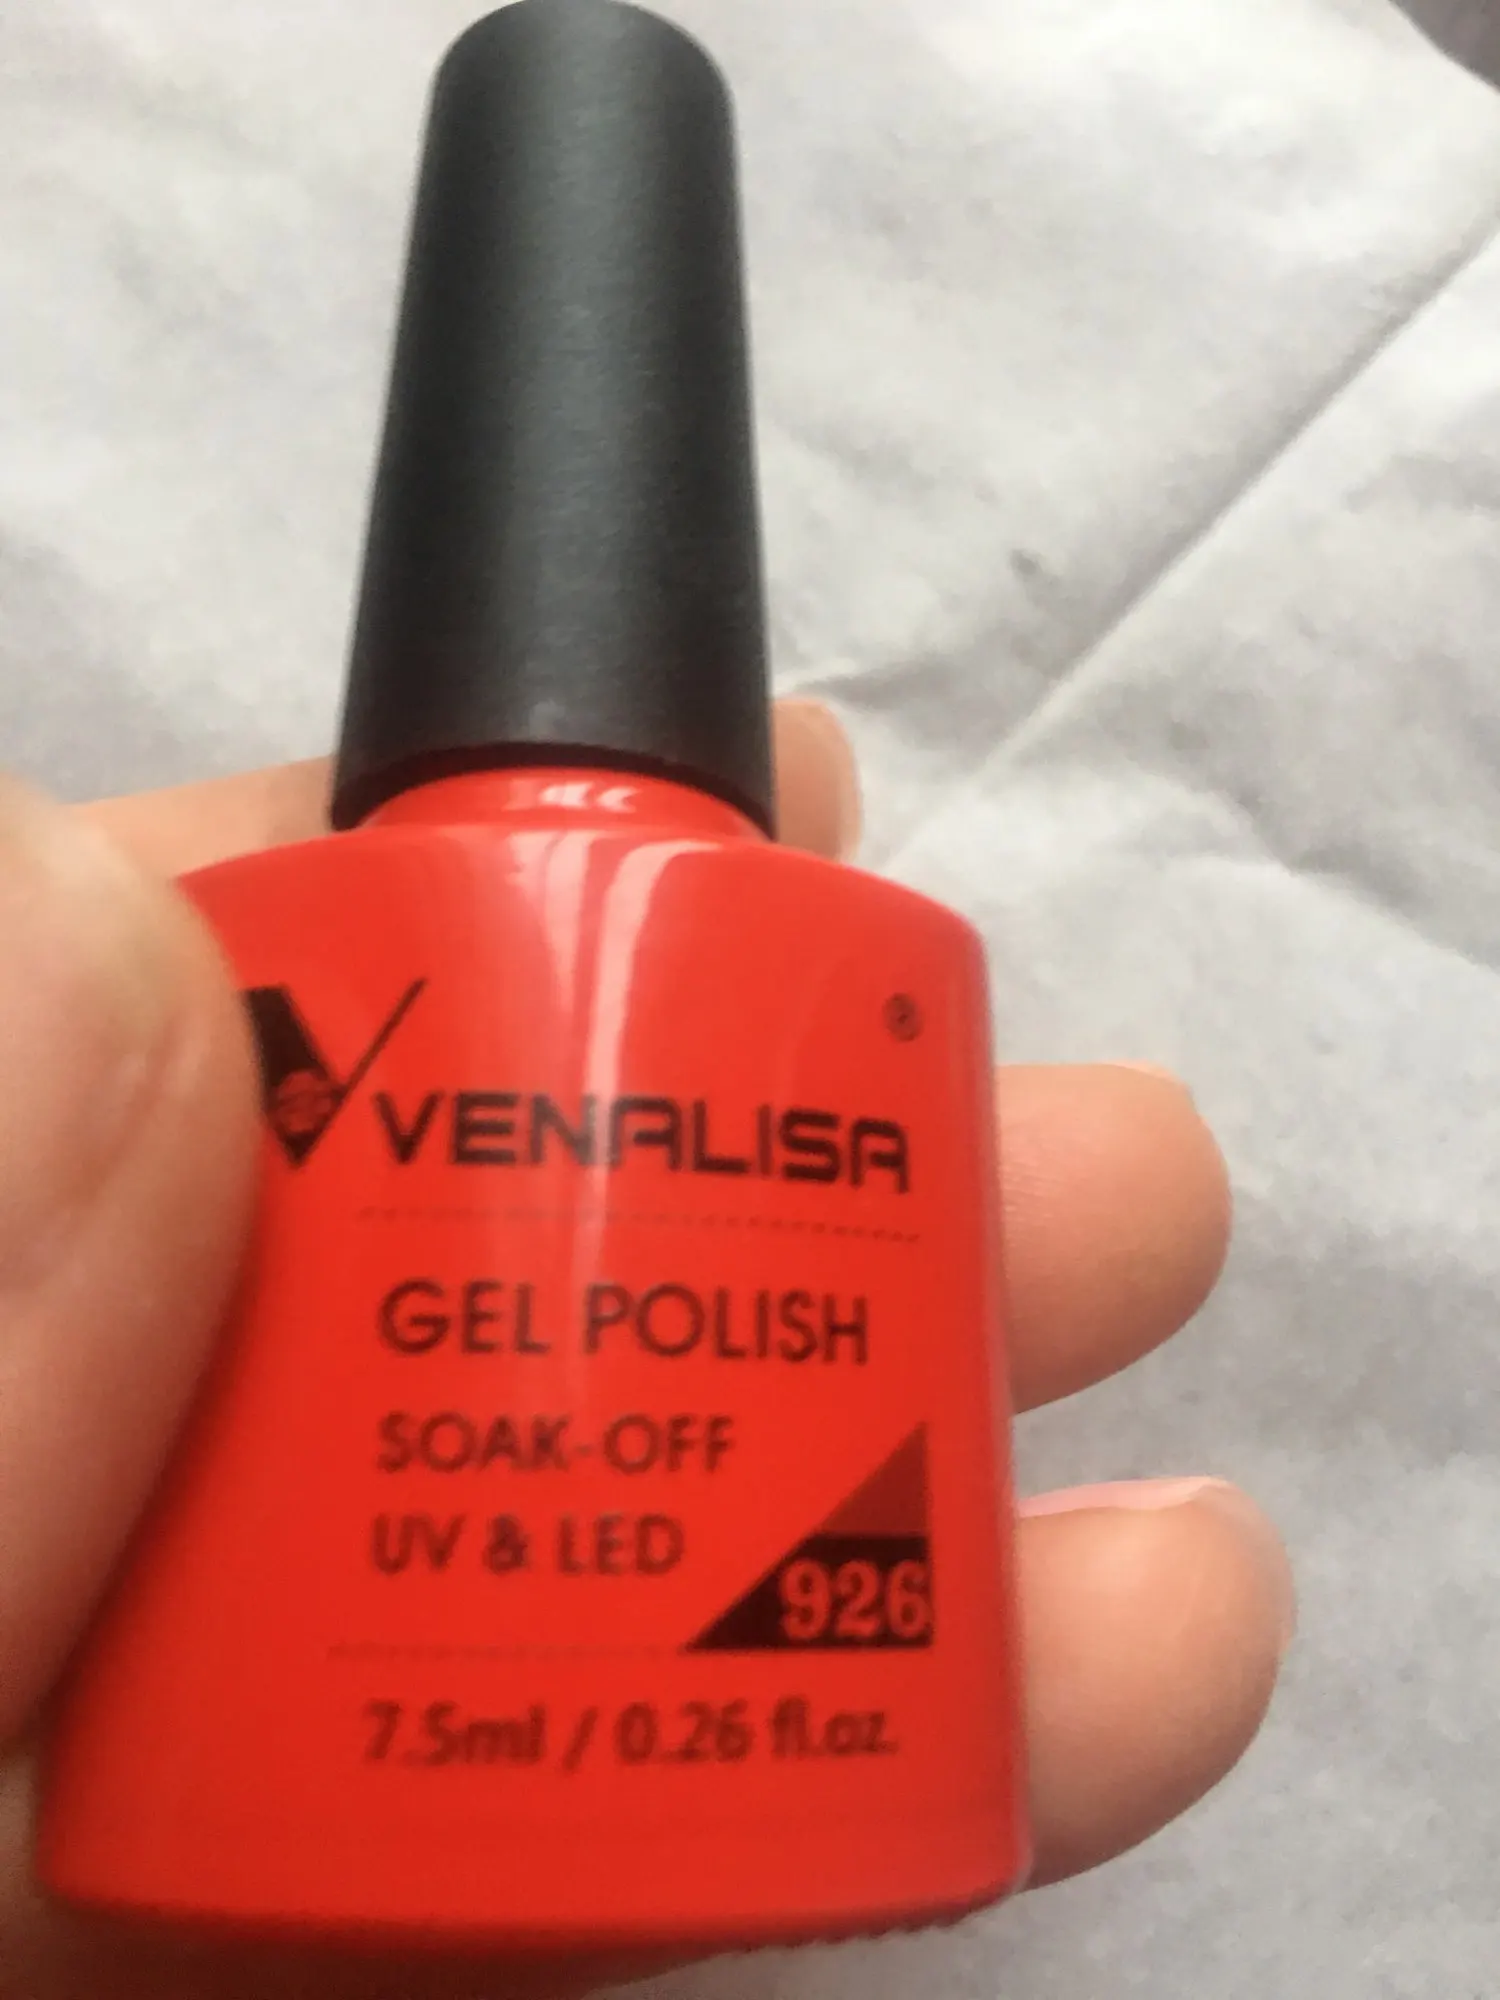 ®
VENALISA
GEL POLISH
SOAK-OFF
UV & LED
926
7.5ml / 0.26 fl.oz.